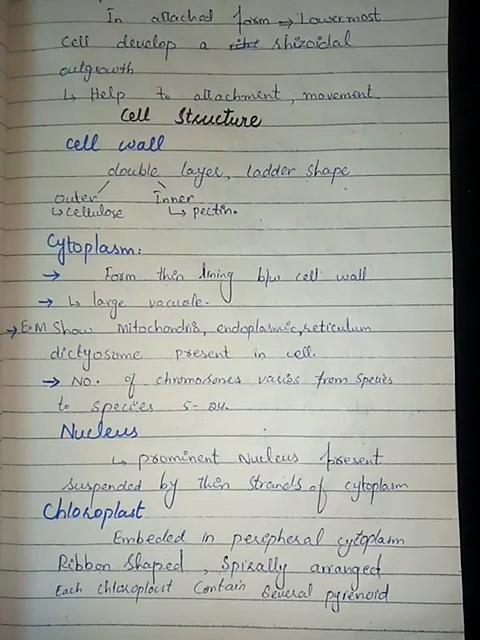 In attached form ⇒ Lowermost
Cell develop a rhizoidal
outgrowth
↳ Help to attachment, movement
Cell Structure
Cell wall
double layer, ladder shape
Outer Inner
↳ cellulose ↳ pectin.
Cytoplasm:
→ Form thin lining b/w cell wall
→ ↳ large vacuole.
→ E.M Show Mitochondria, endoplasmic, reticulum
dictyosome present in cell.
→ No. of chromosones varies from Species
to species 5-24.
Nucleus
↳ prominent Nucleus present
suspended by thin strands of cytoplasm
Chloroplast
Embeded in peripheral cytoplasm
Ribbon Shaped, Spirally arranged
Each chloroplast Contain Several pyrenoid